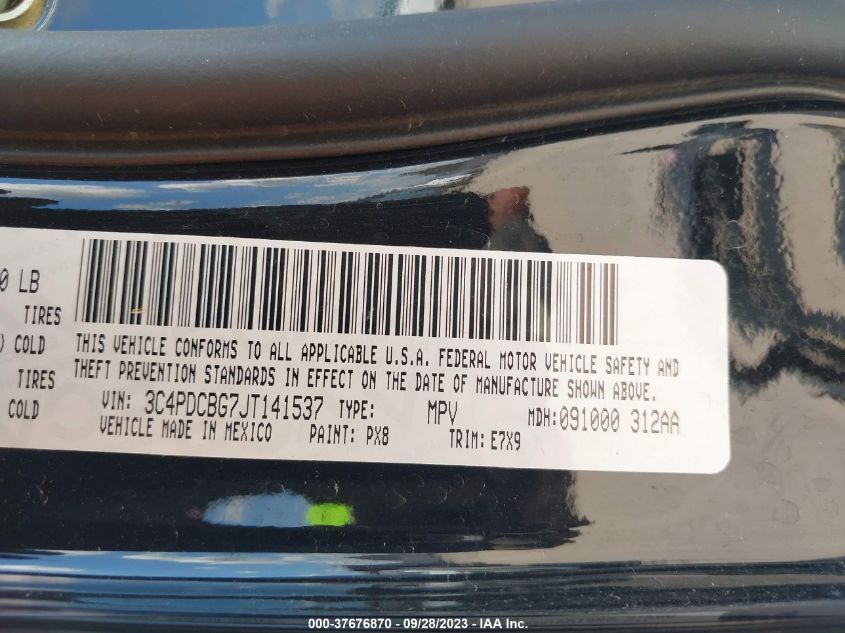 0 LB
TIRES
) COLD
TIRES
COLD
THIS VEHICLE CONFORMS TO ALL APPLICABLE U.S.A. FEDERAL MOTOR VEHICLE SAFETY AND
THEFT PREVENTION STANDARDS IN EFFECT ON THE DATE OF MANUFACTURE SHOWN ABOVE.
VIN: 3C4PDCBG7JT141537 TYPE: MPV MDH:091000 312AA
VEHICLE MADE IN MEXICO PAINT: PX8 TRIM: E7X9
000-37676870 - 09/28/2023 - IAA Inc.